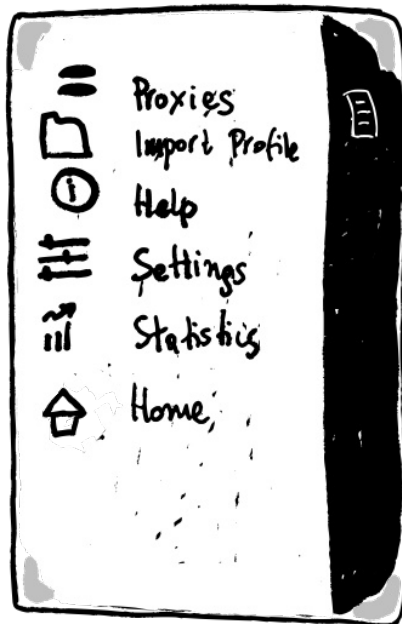 Proxies
Import Profile
Help
Settings
Statistics
Home